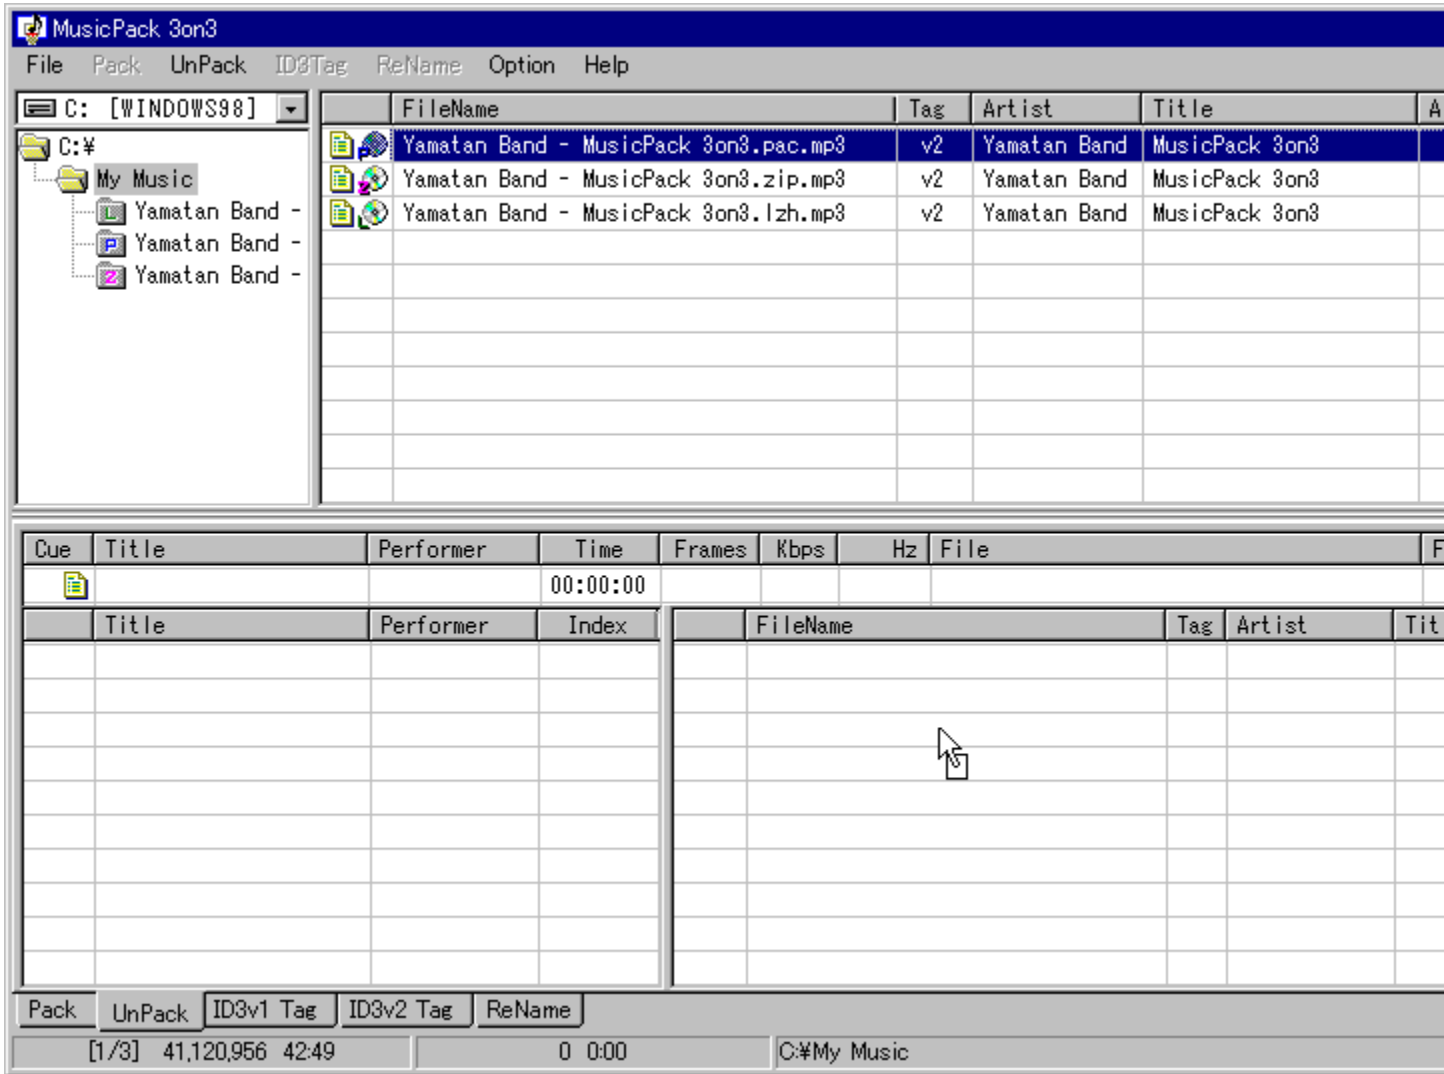 MusicPack 3on3
File Pack UnPack ID3Tag ReName Option Help
C: [WINDOWS98]
FileName Tag Artist Title A
C:¥
Yamatan Band - MusicPack 3on3.pac.mp3 v2 Yamatan Band MusicPack 3on3
My Music
Yamatan Band - MusicPack 3on3.zip.mp3 v2 Yamatan Band MusicPack 3on3
L Yamatan Band -
Yamatan Band - MusicPack 3on3.lzh.mp3 v2 Yamatan Band MusicPack 3on3
P Yamatan Band -
Z Yamatan Band -
Cue Title Performer Time Frames Kbps Hz File F
00:00:00
Title Performer Index FileName Tag Artist Tit
Pack UnPack ID3v1 Tag ID3v2 Tag ReName
[1/3] 41,120,956 42:49 0 0:00 C:¥My Music